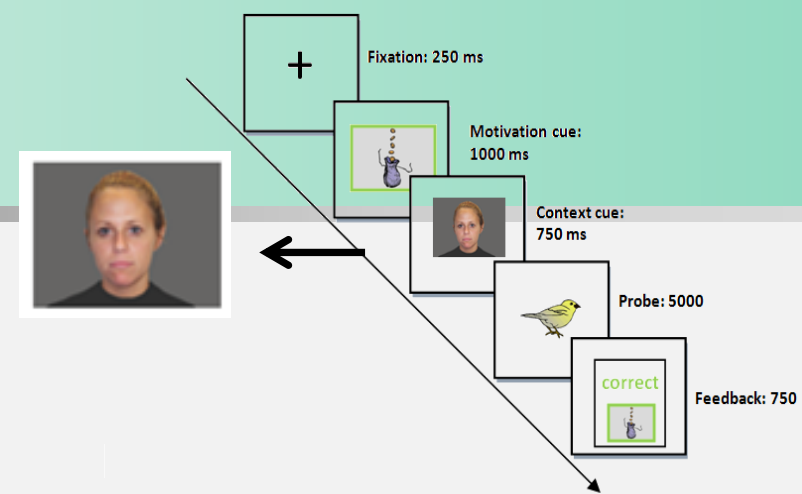 Fixation: 250 ms
Motivation cue:
1000 ms
Context cue:
750 ms
Probe: 5000
correct
Feedback: 750